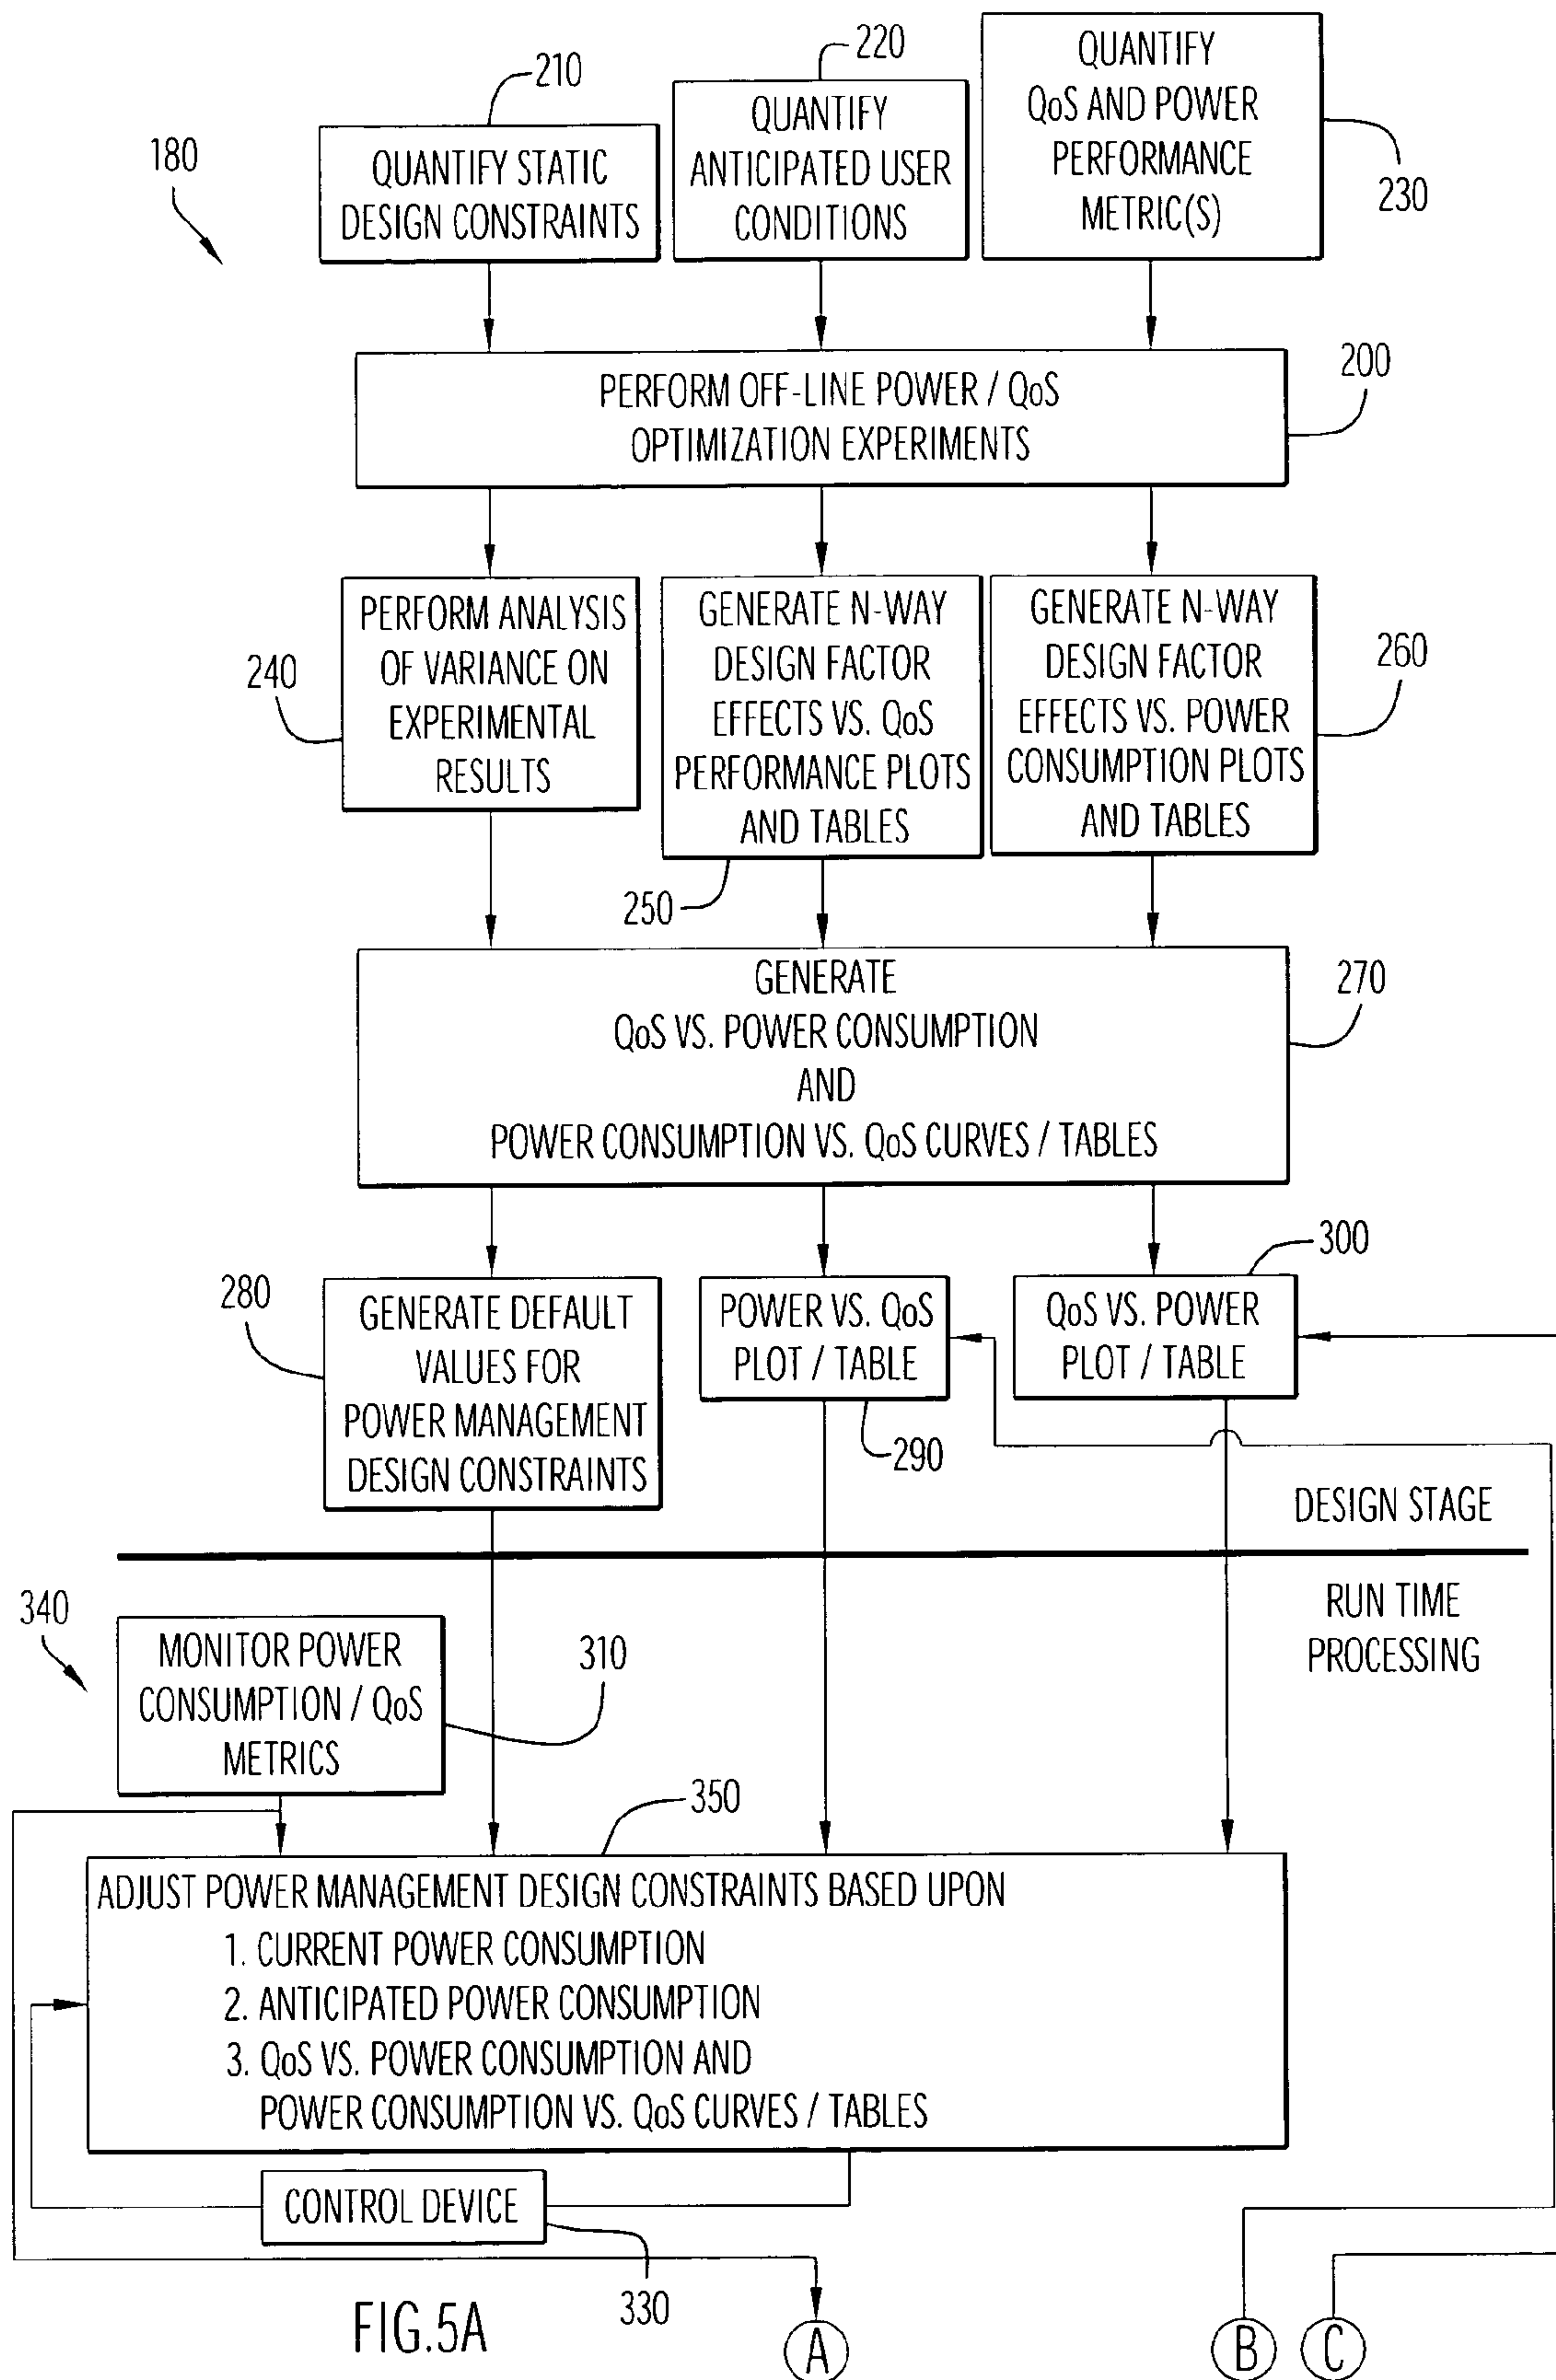 180
210
QUANTIFY STATIC
DESIGN CONSTRAINTS
220
QUANTIFY
ANTICIPATED USER
CONDITIONS
QUANTIFY
QoS AND POWER
PERFORMANCE
METRIC(S)
230
PERFORM OFF-LINE POWER / QoS
OPTIMIZATION EXPERIMENTS
200
240
PERFORM ANALYSIS
OF VARIANCE ON
EXPERIMENTAL
RESULTS
GENERATE N-WAY
DESIGN FACTOR
EFFECTS VS. QoS
PERFORMANCE PLOTS
AND TABLES
250
GENERATE N-WAY
DESIGN FACTOR
EFFECTS VS. POWER
CONSUMPTION PLOTS
AND TABLES
260
GENERATE
QoS VS. POWER CONSUMPTION
AND
POWER CONSUMPTION VS. QoS CURVES / TABLES
270
280
GENERATE DEFAULT
VALUES FOR
POWER MANAGEMENT
DESIGN CONSTRAINTS
POWER VS. QoS
PLOT / TABLE
290
300
QoS VS. POWER
PLOT / TABLE
DESIGN STAGE
RUN TIME
PROCESSING
340
MONITOR POWER
CONSUMPTION / QoS
METRICS
310
350
ADJUST POWER MANAGEMENT DESIGN CONSTRAINTS BASED UPON
1. CURRENT POWER CONSUMPTION
2. ANTICIPATED POWER CONSUMPTION
3. QoS VS. POWER CONSUMPTION AND
POWER CONSUMPTION VS. QoS CURVES / TABLES
CONTROL DEVICE
330
FIG.5A
A
B
C